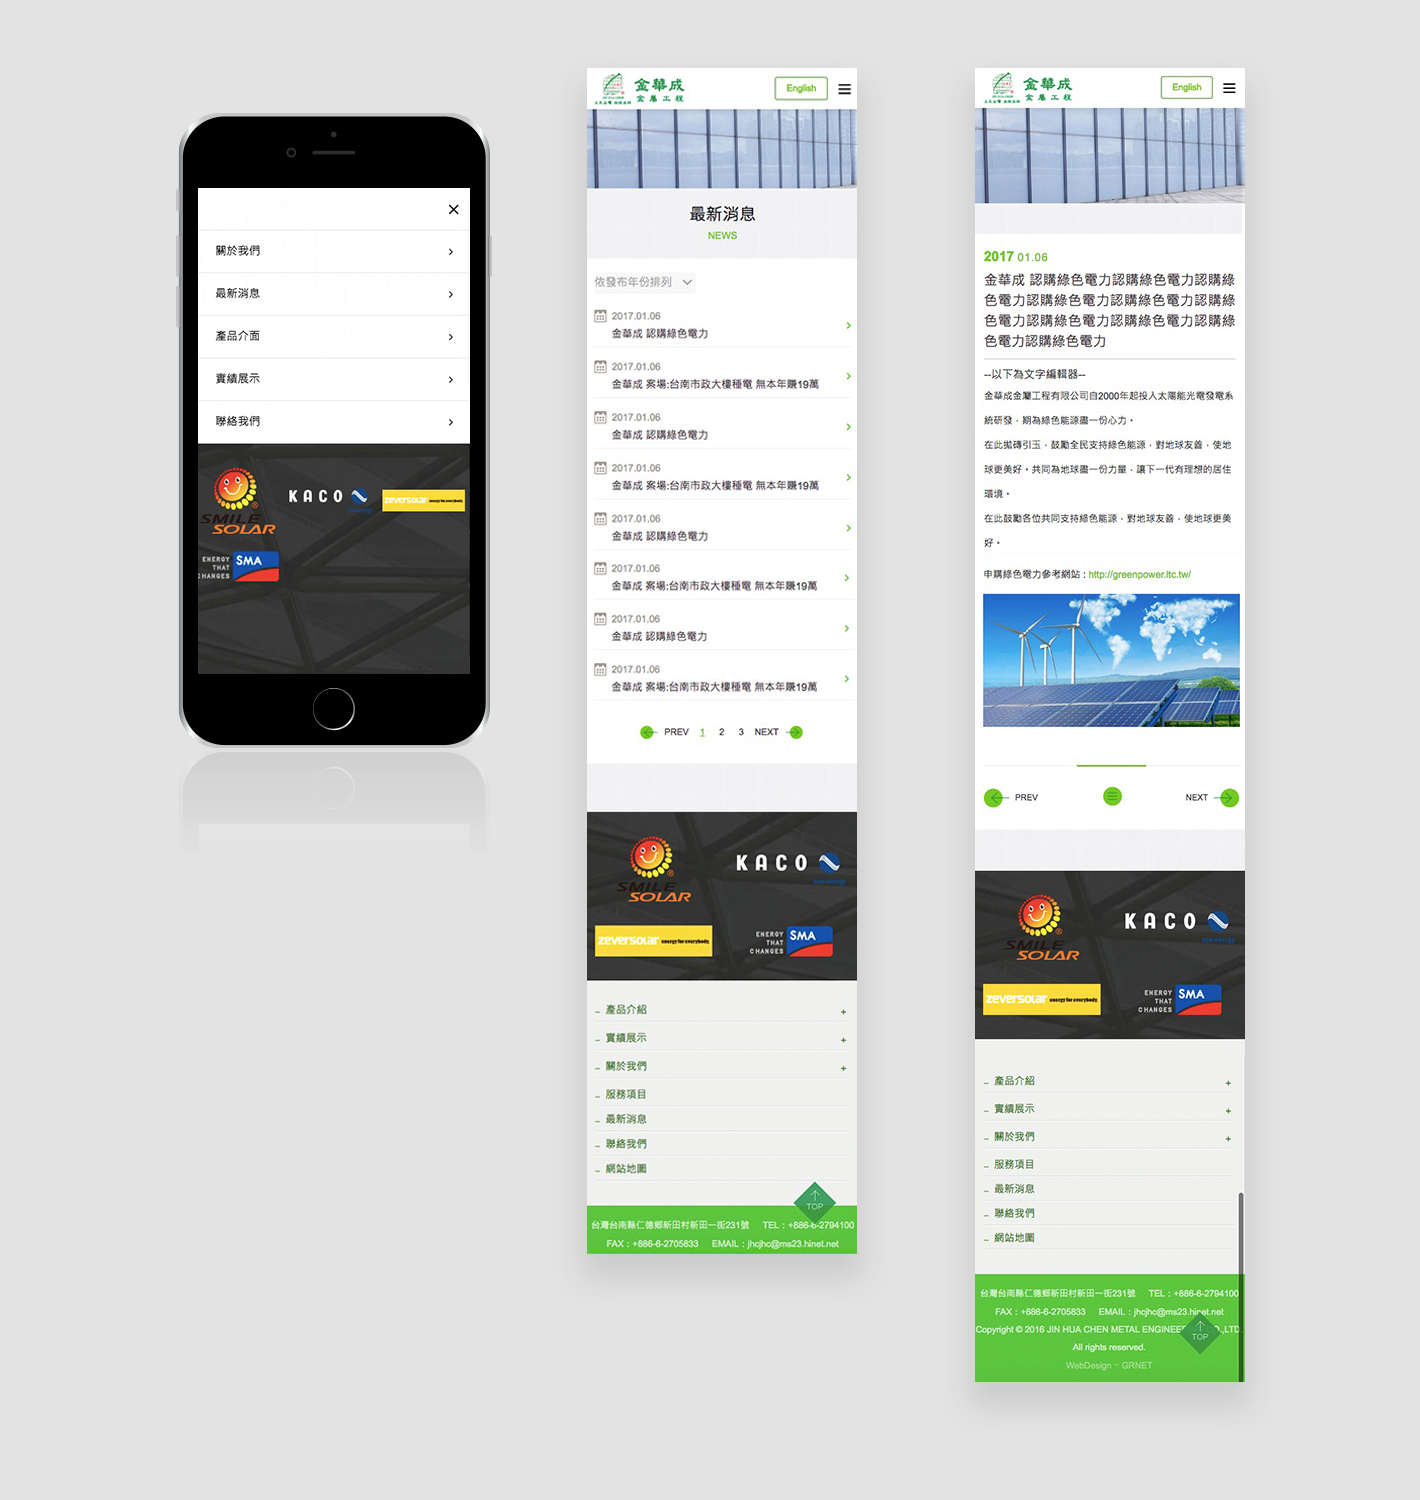 關於我們
最新消息
產品介面
實績展示
聯絡我們
SMILE
SOLAR
KACO
new energy.
zeversolar energy for everybody.
ENERGY
THAT
CHANGES
SMA
金華成
金屬工程
English
最新消息
NEWS
依發布年份排列
2017.01.06
金華成 認購綠色電力
2017.01.06
金華成 案場:台南市政大樓種電 無本年賺19萬
2017.01.06
金華成 認購綠色電力
2017.01.06
金華成 案場:台南市政大樓種電 無本年賺19萬
2017.01.06
金華成 認購綠色電力
2017.01.06
金華成 案場:台南市政大樓種電 無本年賺19萬
2017.01.06
金華成 認購綠色電力
2017.01.06
金華成 案場:台南市政大樓種電 無本年賺19萬
PREV 1 2 3 NEXT
SMILE
SOLAR
KACO
new energy.
zeversolar energy for everybody.
ENERGY
THAT
CHANGES
SMA
– 產品介紹 +
– 實績展示 +
– 關於我們 +
– 服務項目
– 最新消息
– 聯絡我們
– 網站地圖
TOP
台灣台南縣仁德鄉新田村新田一街231號 TEL：+886-6-2794100
FAX：+886-6-2705833 EMAIL：jhcjhc@ms23.hinet.net
金華成
金屬工程
English
2017 01.06
金華成 認購綠色電力認購綠色電力認購綠
色電力認購綠色電力認購綠色電力認購綠
色電力認購綠色電力認購綠色電力認購綠
色電力認購綠色電力
--以下為文字編輯器--
金華成金屬工程有限公司自2000年起投入太陽能光電發電系
統研發，期為綠色能源盡一份心力。
在此拋磚引玉，鼓勵全民支持綠色能源，對地球友善，使地
球更美好。共同為地球盡一份力量，讓下一代有理想的居住
環境。
在此鼓勵各位共同支持綠色能源，對地球友善，使地球更美
好。
申購綠色電力參考網站：http://greenpower.ltc.tw/
PREV NEXT
SMILE
SOLAR
KACO
new energy.
zeversolar energy for everybody.
ENERGY
THAT
CHANGES
SMA
– 產品介紹 +
– 實績展示 +
– 關於我們 +
– 服務項目
– 最新消息
– 聯絡我們
– 網站地圖
台灣台南縣仁德鄉新田村新田一街231號 TEL：+886-6-2794100
FAX：+886-6-2705833 EMAIL：jhcjhc@ms23.hinet.net
Copyright © 2016 JIN HUA CHEN METAL ENGINEE O.,LTD.
TOP
All rights reserved.
WebDesign - GRNET